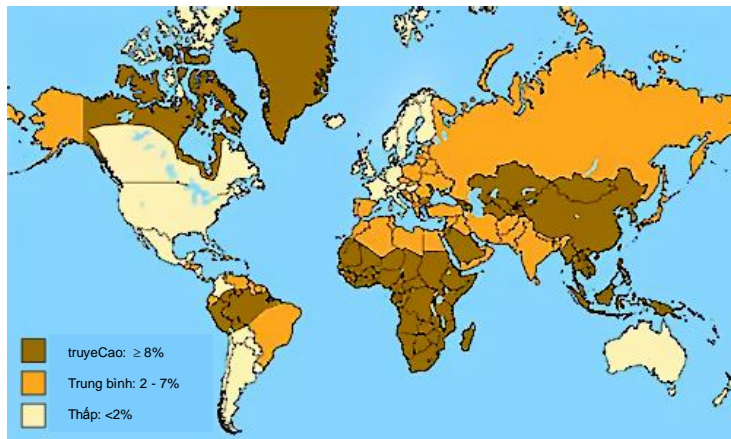 truyeCao: ≥ 8%
Trung bình: 2 - 7%
Thấp: <2%